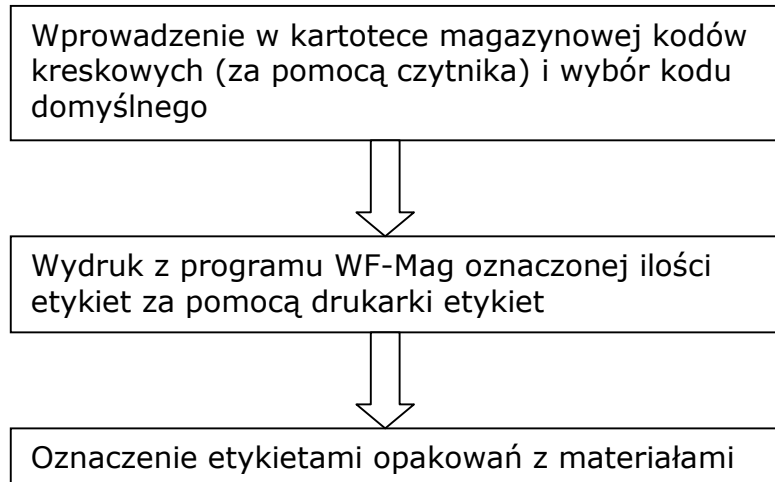 Wprowadzenie w kartotece magazynowej kodów
kreskowych (za pomocą czytnika) i wybór kodu
domyślnego
Wydruk z programu WF-Mag oznaczonej ilości
etykiet za pomocą drukarki etykiet
Oznaczenie etykietami opakowań z materiałami